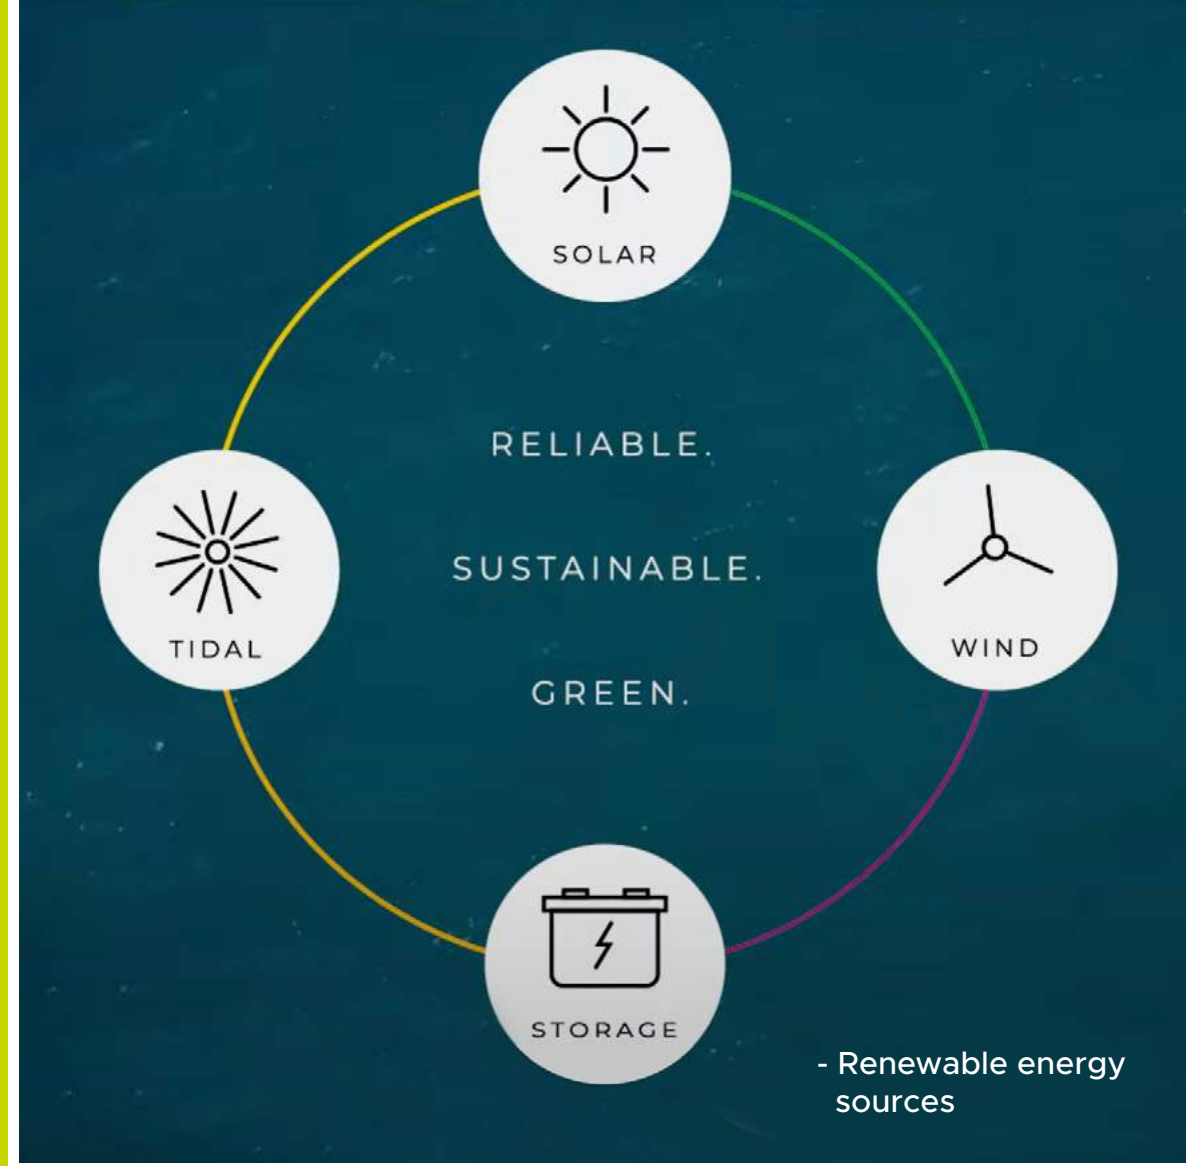 SOLAR
RELIABLE.
SUSTAINABLE.
GREEN.
TIDAL
WIND
STORAGE
- Renewable energy
sources